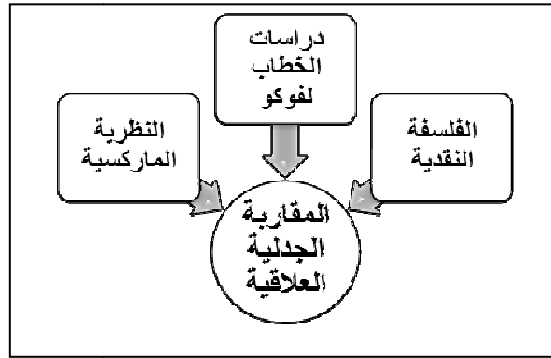 دراسات
الخطاب
لفوكو
الفلسفة
النقدية
النظرية
الماركسية
المقاربة
الجدلية
العلاقية